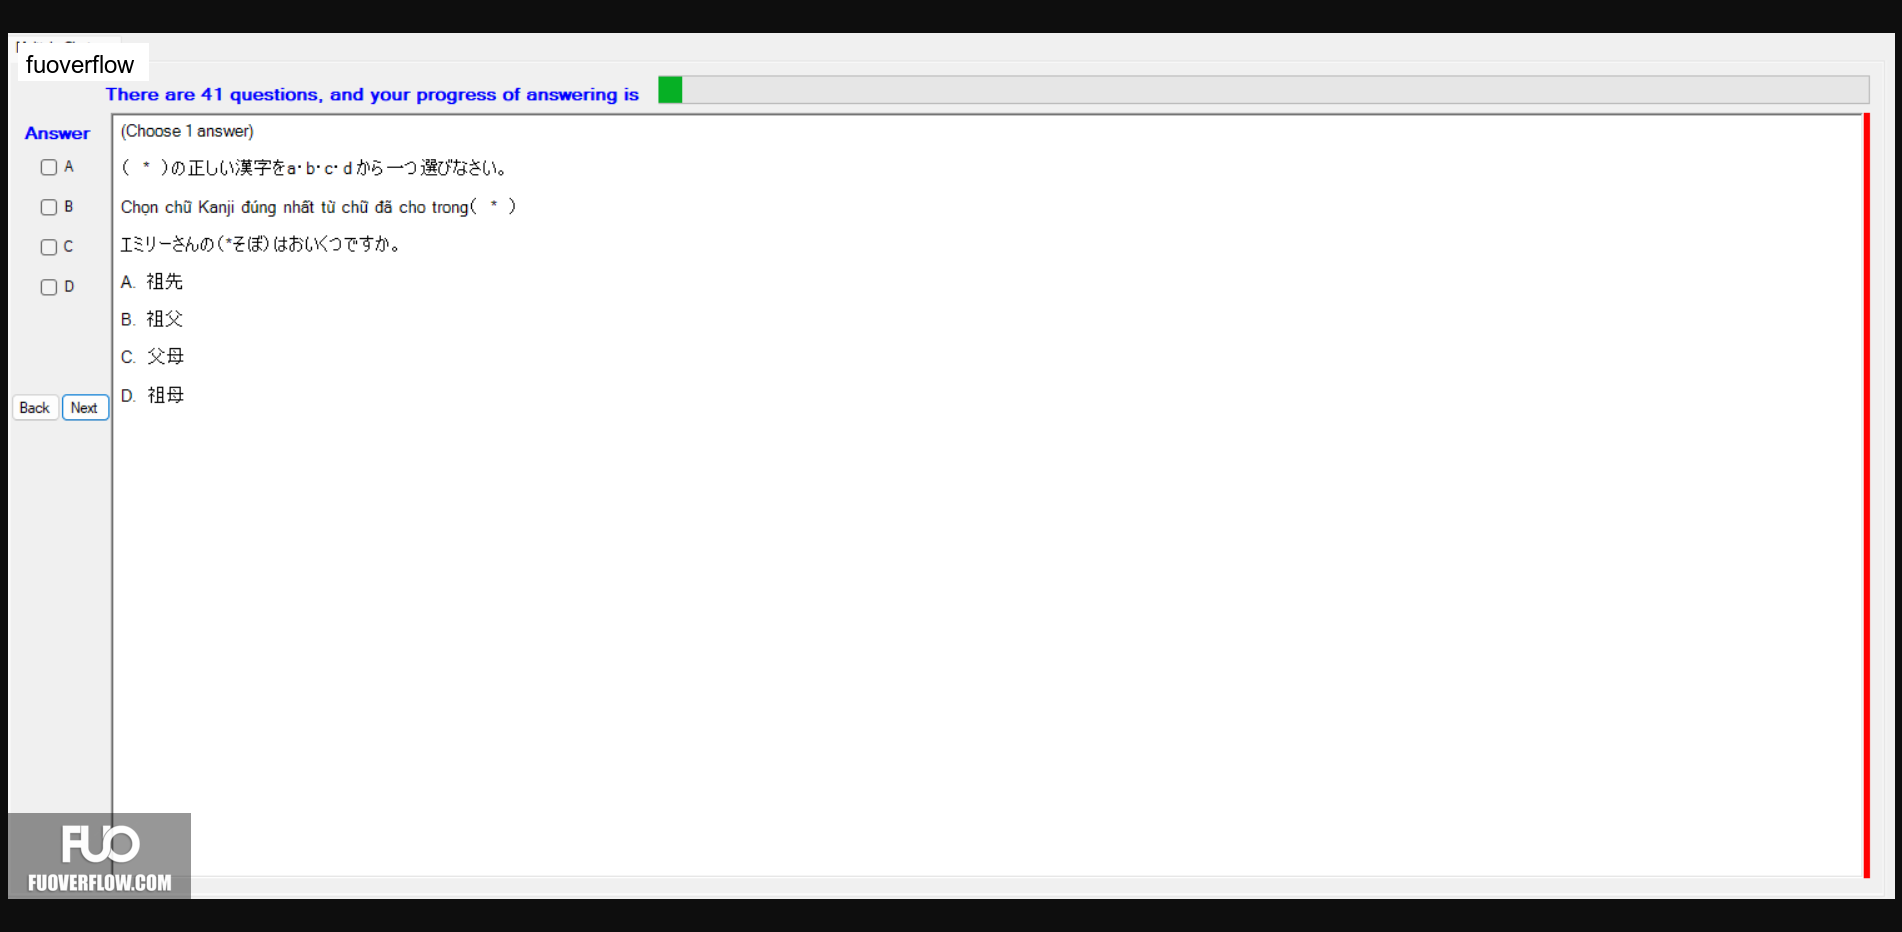 fuoverflow
There are 41 questions, and your progress of answering is
Answer
A
B
C
D
Back Next
(Choose 1 answer)
( * )の正しい漢字をa・b・c・dから一つ選びなさい。
Chọn chữ Kanji đúng nhất từ chữ đã cho trong( * )
エミリーさんの(*そぼ)はおいくつですか。
A. 祖先
B. 祖父
C. 父母
D. 祖母
FUO
FUOVERFLOW.COM